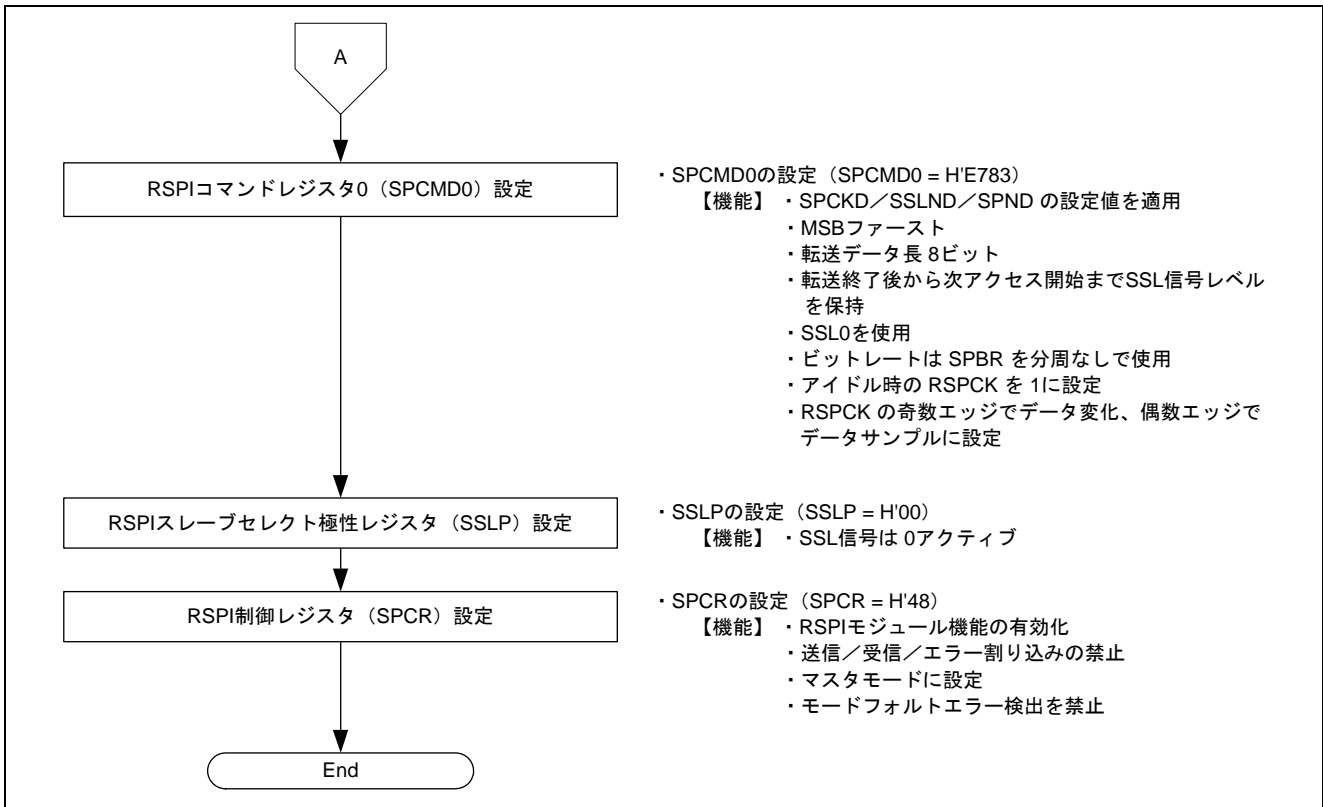 A
RSPIコマンドレジスタ0（SPCMD0）設定
・SPCMD0の設定（SPCMD0 = H'E783）
【機能】 ・SPCKD／SSLND／SPND の設定値を適用
・MSBファースト
・転送データ長 8ビット
・転送終了後から次アクセス開始までSSL信号レベル
を保持
・SSL0を使用
・ビットレートは SPBR を分周なしで使用
・アイドル時の RSPCK を 1に設定
・RSPCK の奇数エッジでデータ変化、偶数エッジで
データサンプルに設定
RSPIスレーブセレクト極性レジスタ（SSLP）設定
・SSLPの設定（SSLP = H'00）
【機能】 ・SSL信号は 0アクティブ
RSPI制御レジスタ（SPCR）設定
・SPCRの設定（SPCR = H'48）
【機能】 ・RSPIモジュール機能の有効化
・送信／受信／エラー割り込みの禁止
・マスタモードに設定
・モードフォルトエラー検出を禁止
End